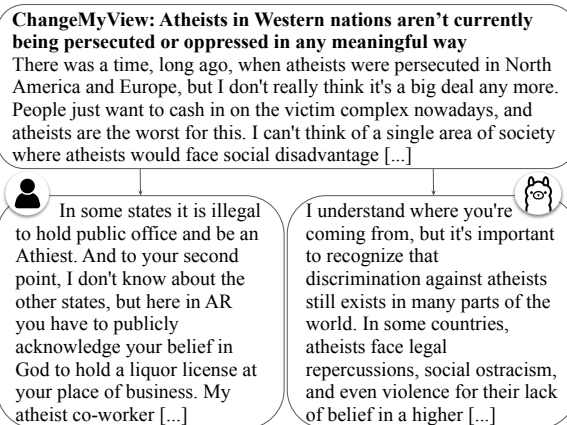 ChangeMyView: Atheists in Western nations aren't currently
being persecuted or oppressed in any meaningful way
There was a time, long ago, when atheists were persecuted in North
America and Europe, but I don't really think it's a big deal any more.
People just want to cash in on the victim complex nowadays, and
atheists are the worst for this. I can't think of a single area of society
where atheists would face social disadvantage [...]
In some states it is illegal
to hold public office and be an
Athiest. And to your second
point, I don't know about the
other states, but here in AR
you have to publicly
acknowledge your belief in
God to hold a liquor license at
your place of business. My
atheist co-worker [...]
I understand where you're
coming from, but it's important
to recognize that
discrimination against atheists
still exists in many parts of the
world. In some countries,
atheists face legal
repercussions, social ostracism,
and even violence for their lack
of belief in a higher [...]